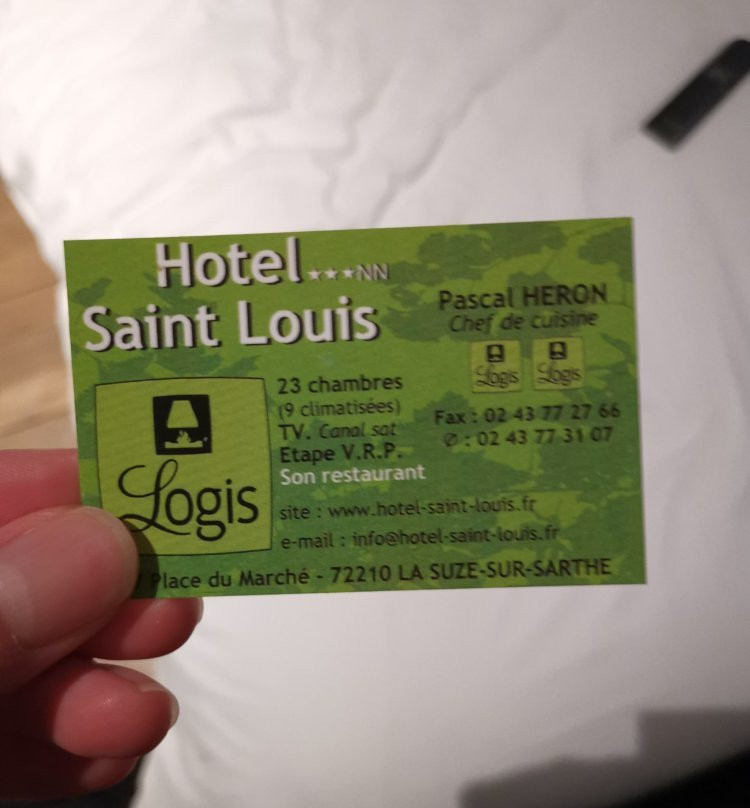 Hotel ★★★NN
Saint Louis
Pascal HERON
Chef de cuisine
Logis
Logis
Logis
23 chambres
(9 climatisées)
TV. Canal sat
Etape V.R.P.
Son restaurant
Fax : 02 43 77 27 66
✆ : 02 43 77 31 07
site : www.hotel-saint-louis.fr
e-mail : info@hotel-saint-louis.fr
Place du Marché - 72210 LA SUZE-SUR-SARTHE